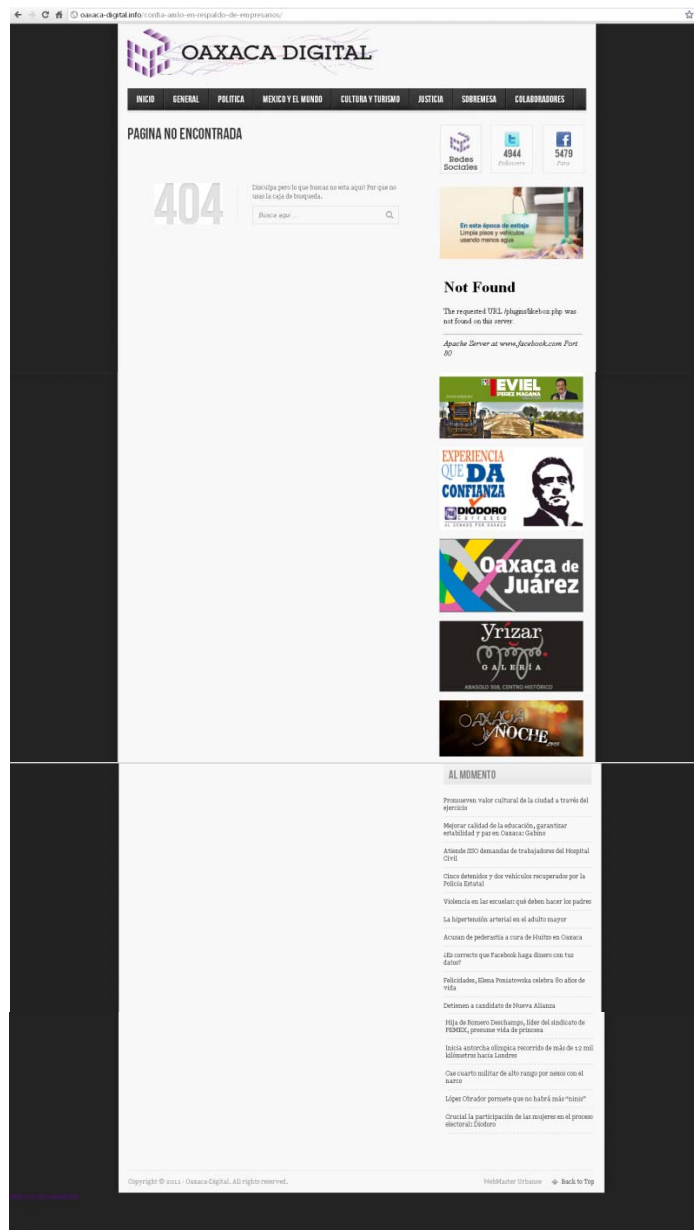 oaxaca-digital.info/confia-amlo-en-respaldo-de-empresarios/
OAXACA DIGITAL
INICIO GENERAL POLITICA MEXICO Y EL MUNDO CULTURA Y TURISMO JUSTICIA SOBREMESA COLABORADORES
PAGINA NO ENCONTRADA
404
Disculpa pero lo que buscas no esta aqui! Por que no
usas la caja de busqueda.
Busca aqui ...
Redes
Sociales
4944
Followers
5479
Fans
En esta época de estiaje
Limpia pisos y vehículos
usando menos agua
Not Found
The requested URL /plugins/likebox.php was
not found on this server.
Apache Server at www.facebook.com Port
80
EVIEL
PEREZ MAGAÑA
EXPERIENCIA
QUE DA
CONFIANZA
PAN
DIODORO
Carrasco
AL SENADO POR OAXACA
Oaxaca de
Juárez
Yrízar
GALERÍA
ABASOLO 308, CENTRO HISTÓRICO
OAXACA
NOCHE
AL MOMENTO
Promueven valor cultural de la ciudad a través del
ejercicio
Mejorar calidad de la educación, garantizar
estabilidad y paz en Oaxaca: Gabino
Atiende SSO demandas de trabajadores del Hospital
Civil
Cinco detenidos y dos vehículos recuperados por la
Policía Estatal
Violencia en las escuelas: qué deben hacer los padres
La hipertensión arterial en el adulto mayor
Acusan de pederastia a cura de Huitzo en Oaxaca
¿Es correcto que Facebook haga dinero con tus
datos?
Felicidades, Elena Poniatowska celebra 80 años de
vida
Detienen a candidato de Nueva Alianza
Hija de Romero Deschamps, líder del sindicato de
PEMEX, presume vida de princesa
Inicia antorcha olímpica recorrido de más de 12 mil
kilómetros hacia Londres
Cae cuarto militar de alto rango por nexos con el
narco
López Obrador promete que no habrá más "ninis"
Crucial la participación de las mujeres en el proceso
electoral: Diodoro
Copyright © 2011 · Oaxaca-Digital. All rights reserved.
WebMaster Urbanze Back to Top